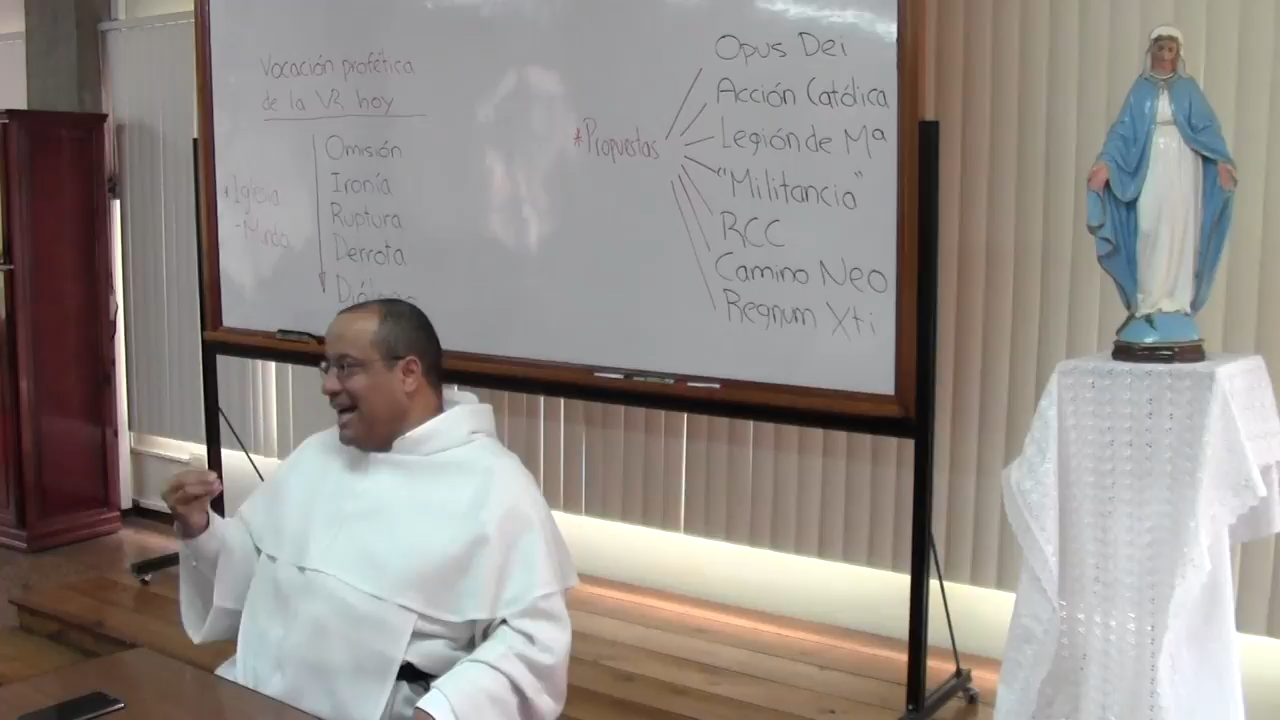 Vocación profética
de la VR hoy
Omisión
Ironía
Ruptura
Derrota
Diálogo
* Iglesia
- Mundo
*Propuestas
Opus Dei
Acción Católica
Legión de Mª
"Militancia"
RCC
Camino Neo
Regnum Xti